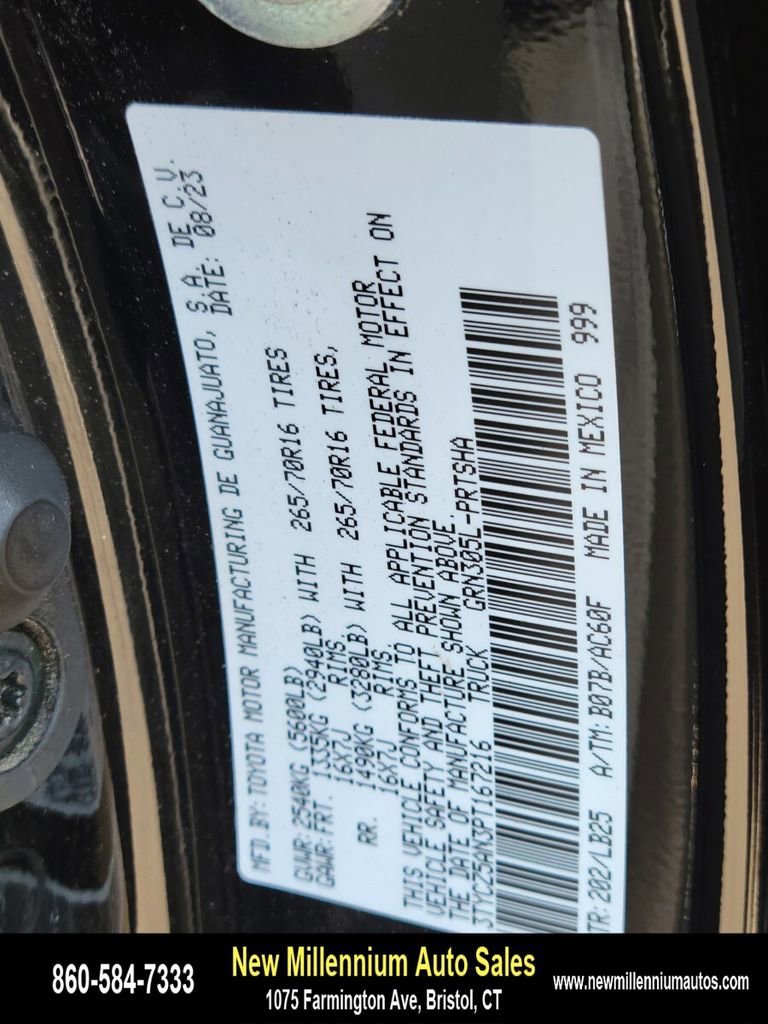 MFD.BY: TOYOTA MOTOR MANUFACTURING DE GUANAJUATO, S.A. DE C.V.
DATE: 08/23
GVWR: 2540KG (5600LB)
GAWR: FRT. 1335KG (2940LB) WITH 265/70R16 TIRES
16X7J RIMS
RR. 1490KG (3280LB) WITH 265/70R16 TIRES,
16X7J RIMS.
THIS VEHICLE CONFORMS TO ALL APPLICABLE FEDERAL MOTOR
VEHICLE SAFETY AND THEFT PREVENTION STANDARDS IN EFFECT ON
THE DATE OF MANUFACTURE SHOWN ABOVE.
3TYCZ5AN3PT167216 TRUCK GRN305L-PRTSHA
TR: 202/LB25 A/TM: B07B/AC60F MADE IN MEXICO 999
860-584-7333
New Millennium Auto Sales
1075 Farmington Ave, Bristol, CT
www.newmillenniumautos.com